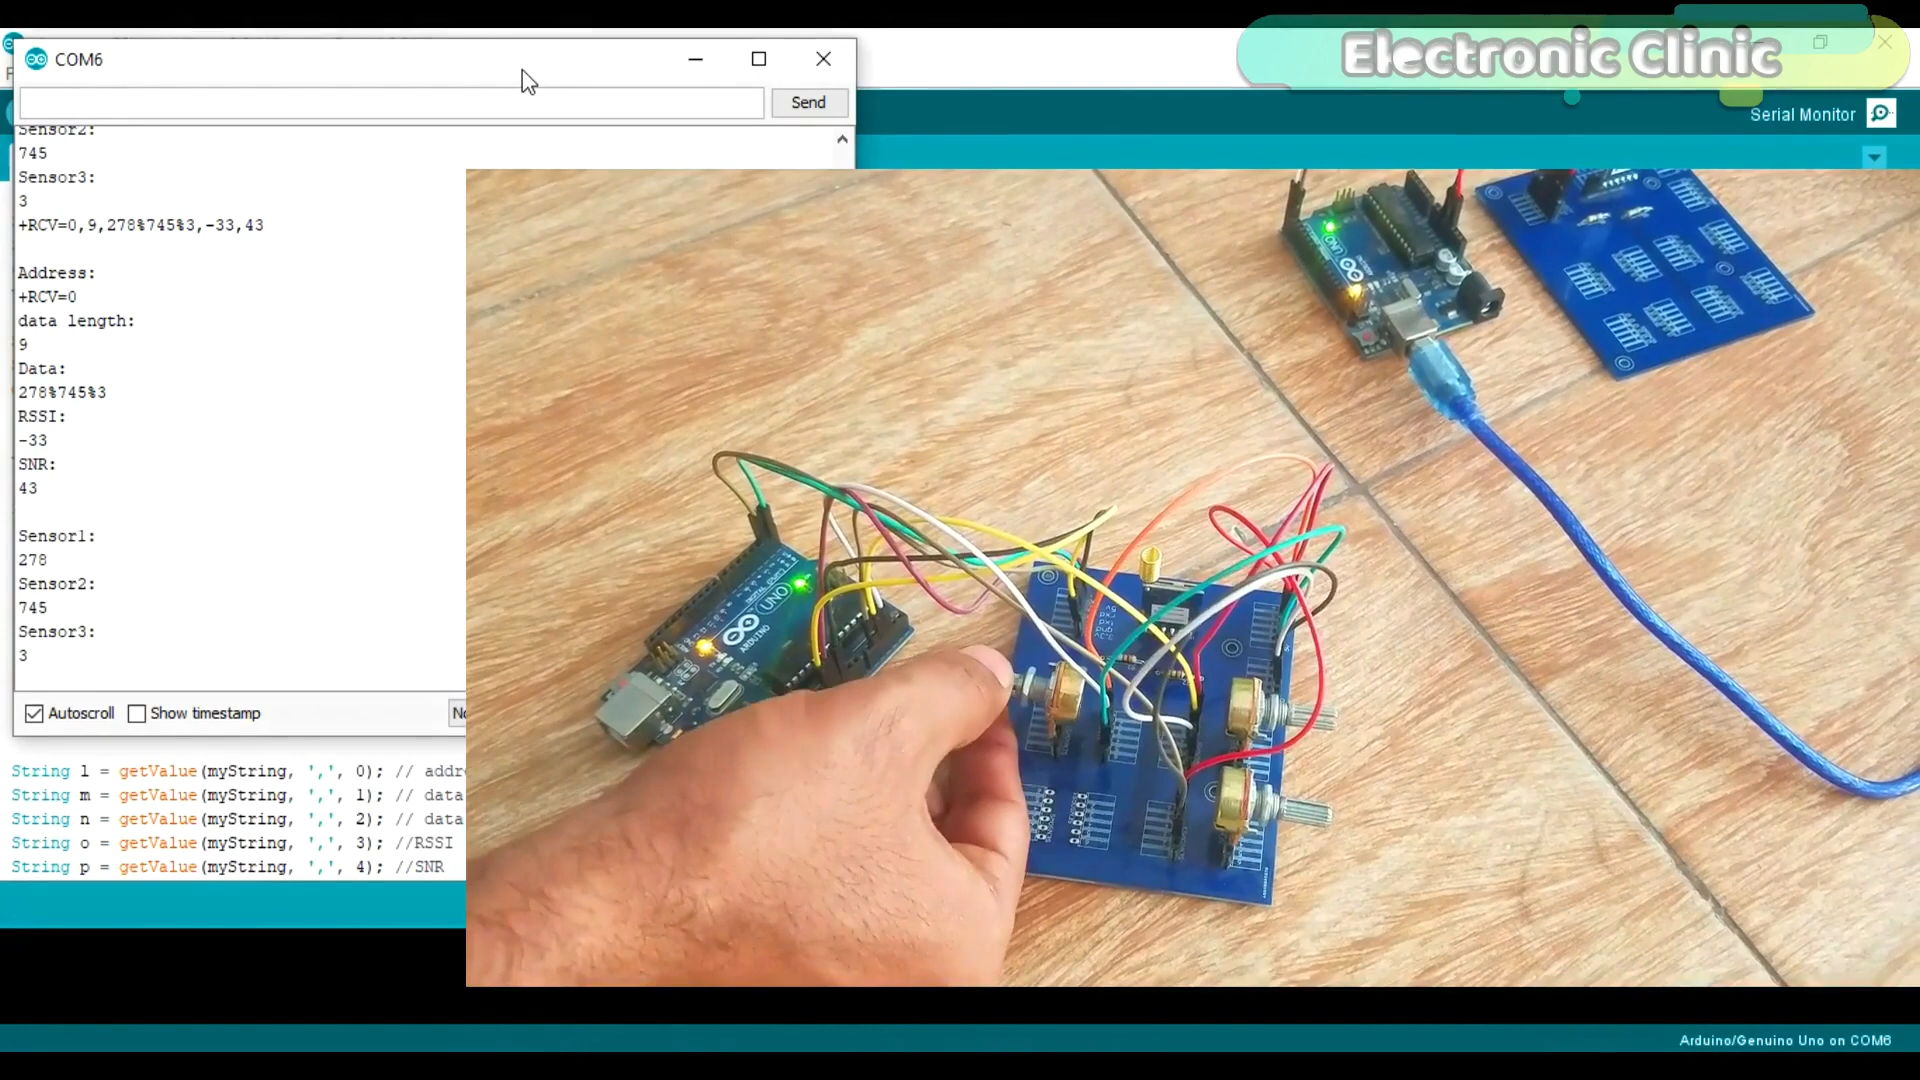 Electronic Clinic
COM6
Send
Serial Monitor
Sensor2:
745
Sensor3:
3
+RCV=0,9,278%745%3,-33,43
Address:
+RCV=0
data length:
9
Data:
278%745%3
RSSI:
-33
SNR:
43
Sensor1:
278
Sensor2:
745
Sensor3:
3
Autoscroll
Show timestamp
String l = getValue(myString, ',', 0); // addre
String m = getValue(myString, ',', 1); // data
String n = getValue(myString, ',', 2); // data
String o = getValue(myString, ',', 3); //RSSI
String p = getValue(myString, ',', 4); //SNR
UNO
ARDUINO
UNO
Arduino/Genuino Uno on COM6